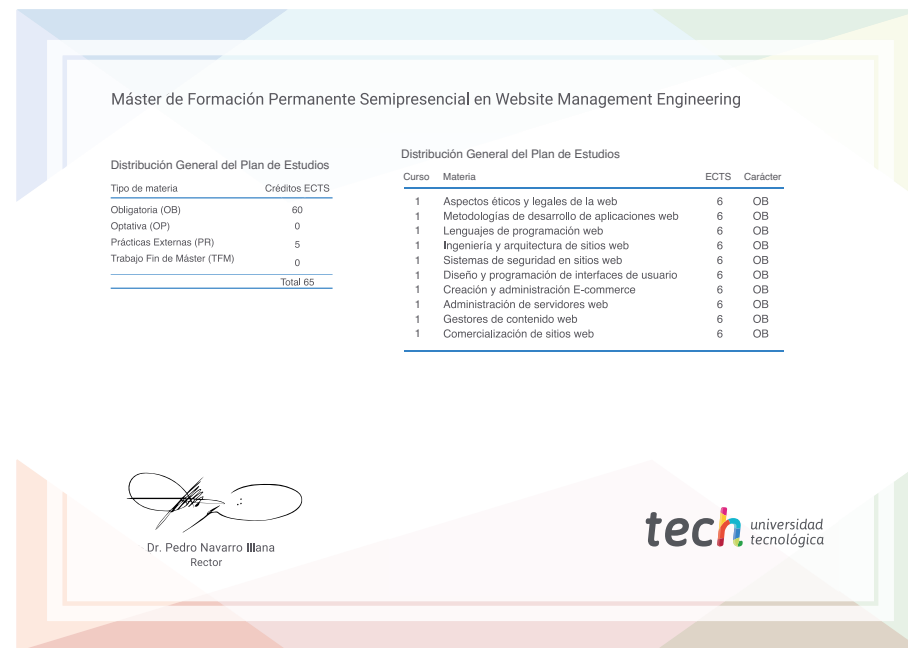 Máster de Formación Permanente Semipresencial en Website Management Engineering
Distribución General del Plan de Estudios
Tipo de materia Créditos ECTS
Obligatoria (OB) 60
Optativa (OP) 0
Prácticas Externas (PR) 5
Trabajo Fin de Máster (TFM) 0
Total 65
Distribución General del Plan de Estudios
Curso Materia ECTS Carácter
1 Aspectos éticos y legales de la web 6 OB
1 Metodologías de desarrollo de aplicaciones web 6 OB
1 Lenguajes de programación web 6 OB
1 Ingeniería y arquitectura de sitios web 6 OB
1 Sistemas de seguridad en sitios web 6 OB
1 Diseño y programación de interfaces de usuario 6 OB
1 Creación y administración E-commerce 6 OB
1 Administración de servidores web 6 OB
1 Gestores de contenido web 6 OB
1 Comercialización de sitios web 6 OB
Dr. Pedro Navarro Illana
Rector
tech universidad
tecnológica